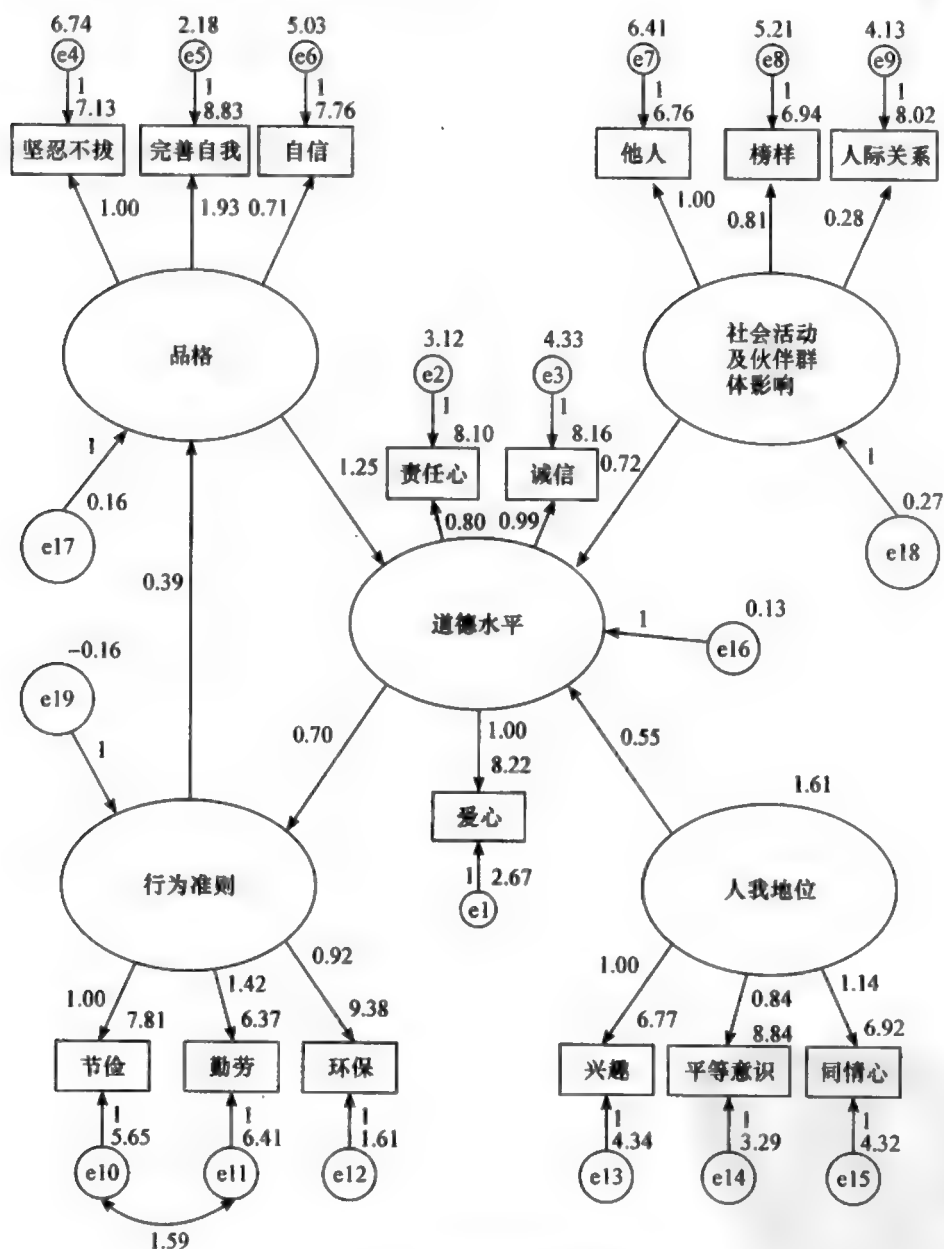 6.74 2.18 5.03 6.41 5.21 4.13
e4 e5 e6 e7 e8 e9
1 1 1 1 1 1
7.13 8.83 7.76 6.76 6.94 8.02
坚忍不拔 完善自我 自信 他人 榜样 人际关系
1.00 1.93 0.71 1.00 0.81 0.28
品格
社会活动
及伙伴群
体影响
3.12 4.33
e2 e3
1 1
8.10 8.16
1.25 责任心 诚信 0.72
0.80 0.99
1 1
0.16 0.27
e17 e18
0.39
道德水平
1 0.13
e16
-0.16
e19
1
0.70 1.00 0.55
8.22
爱心
1 2.67
e1
1.61
行为准则 人我地位
1.00 1.42 0.92 1.00 0.84 1.14
7.81 6.37 9.38 6.77 8.84 6.92
节俭 勤劳 环保 兴趣 平等意识 同情心
1 1 1 1 1 1
5.65 6.41 1.61 4.34 3.29 4.32
e10 e11 e12 e13 e14 e15
1.59